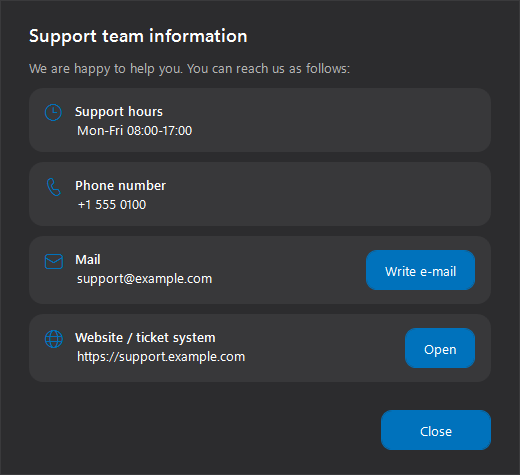 Support team information
We are happy to help you. You can reach us as follows:
Support hours
Mon-Fri 08:00-17:00
Phone number
+1 555 0100
Mail
support@example.com
Write e-mail
Website / ticket system
https://support.example.com
Open
Close